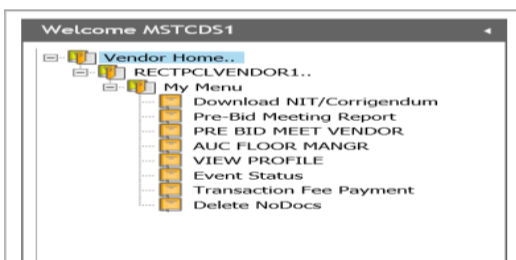 Welcome MSTCDS1
Vendor Home..
RECTPCLVENDOR1..
My Menu
Download NIT/Corrigendum
Pre-Bid Meeting Report
PRE BID MEET VENDOR
AUC FLOOR MANGR
VIEW PROFILE
Event Status
Transaction Fee Payment
Delete NoDocs